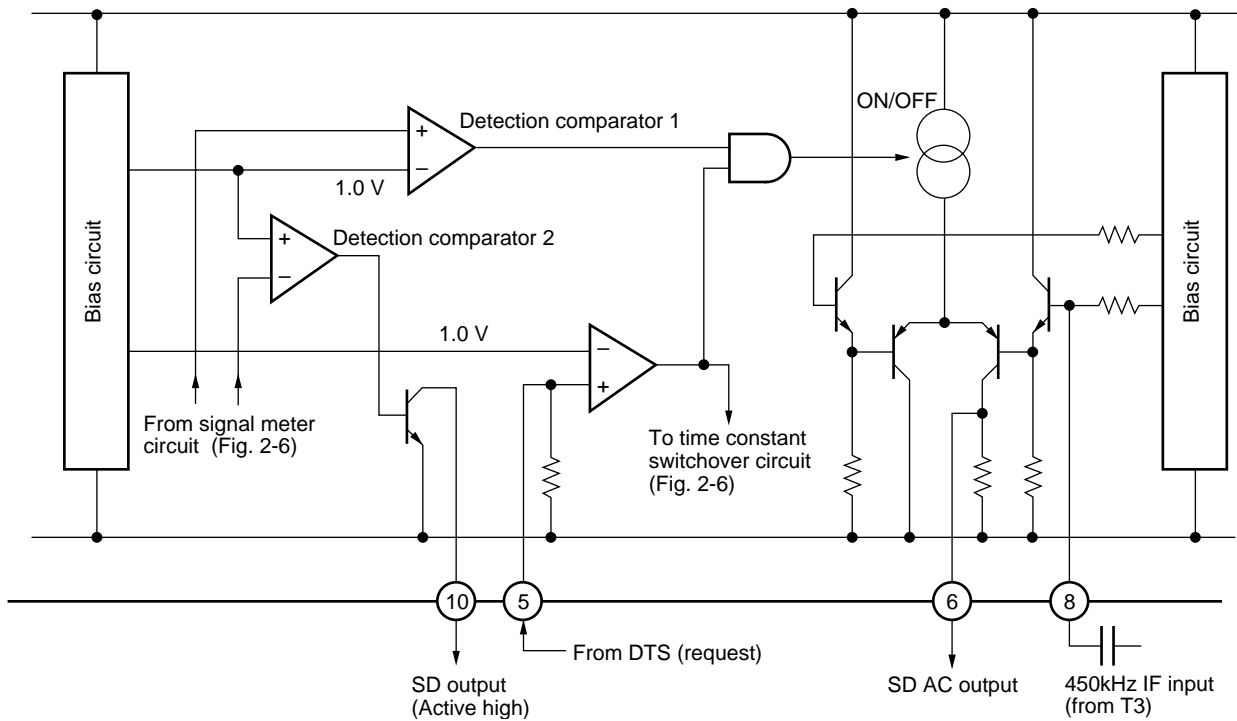 ON/OFF
Detection comparator 1
+
−
1.0 V
Bias circuit
Bias circuit
+
−
Detection comparator 2
1.0 V
−
+
From signal meter
circuit (Fig. 2-6)
To time constant
switchover circuit
(Fig. 2-6)
10
5
6
8
From DTS (request)
SD output
(Active high)
SD AC output
450kHz IF input
(from T3)